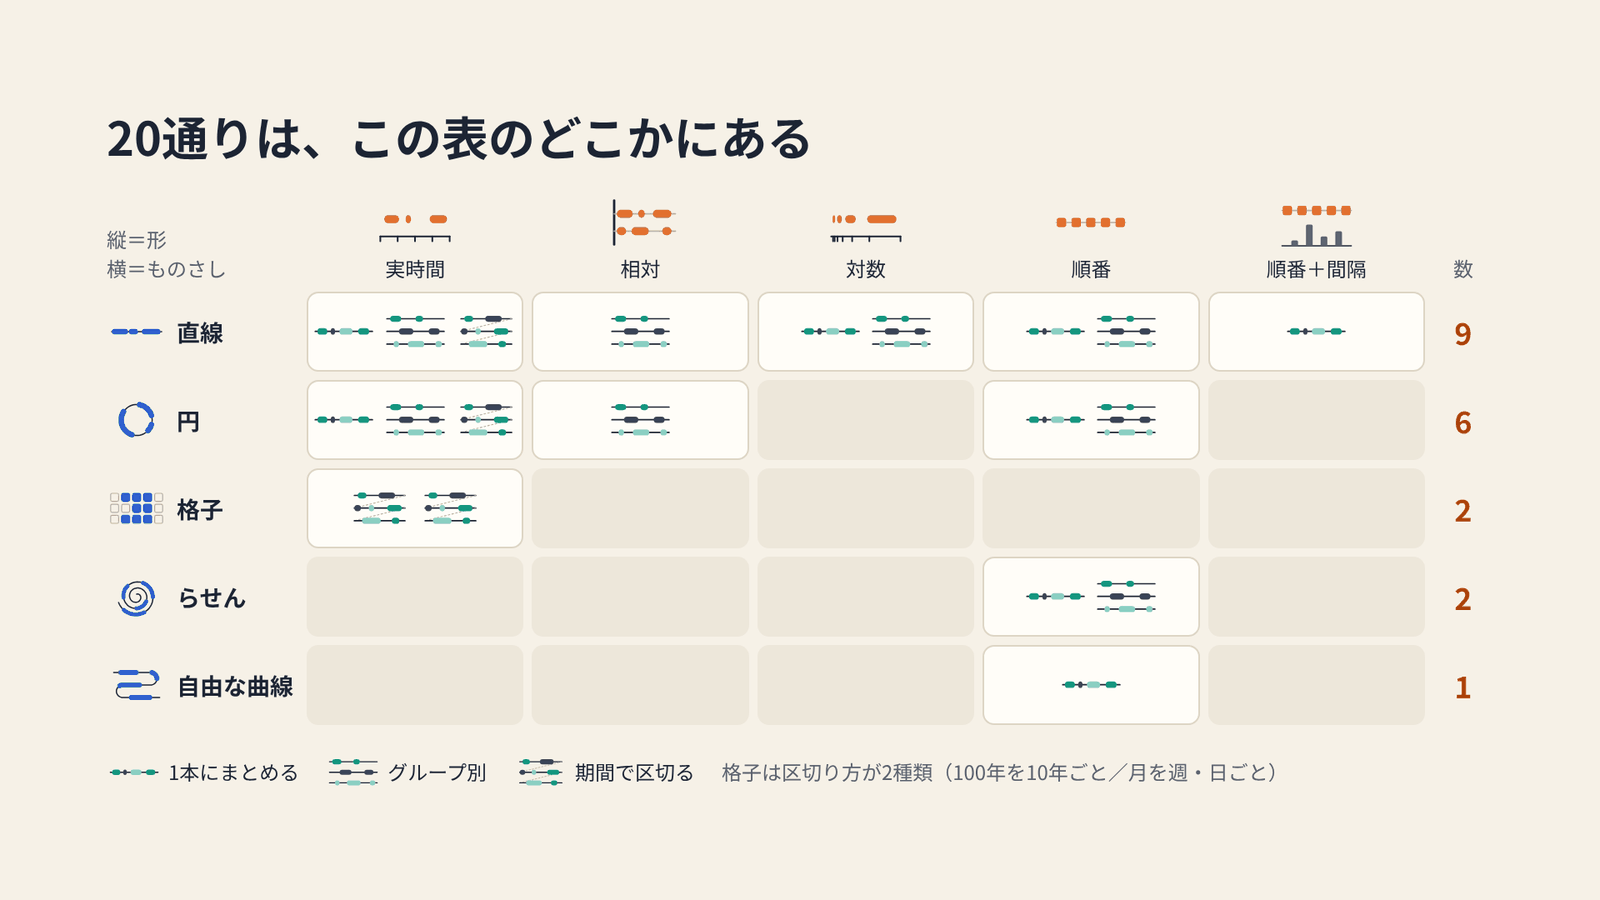 20通りは、この表のどこかにある
縦＝形
横＝ものさし
実時間
相対
対数
順番
順番＋間隔
数
直線
9
円
6
格子
2
らせん
2
自由な曲線
1
1本にまとめる
グループ別
期間で区切る
格子は区切り方が2種類（100年を10年ごと／月を週・日ごと）